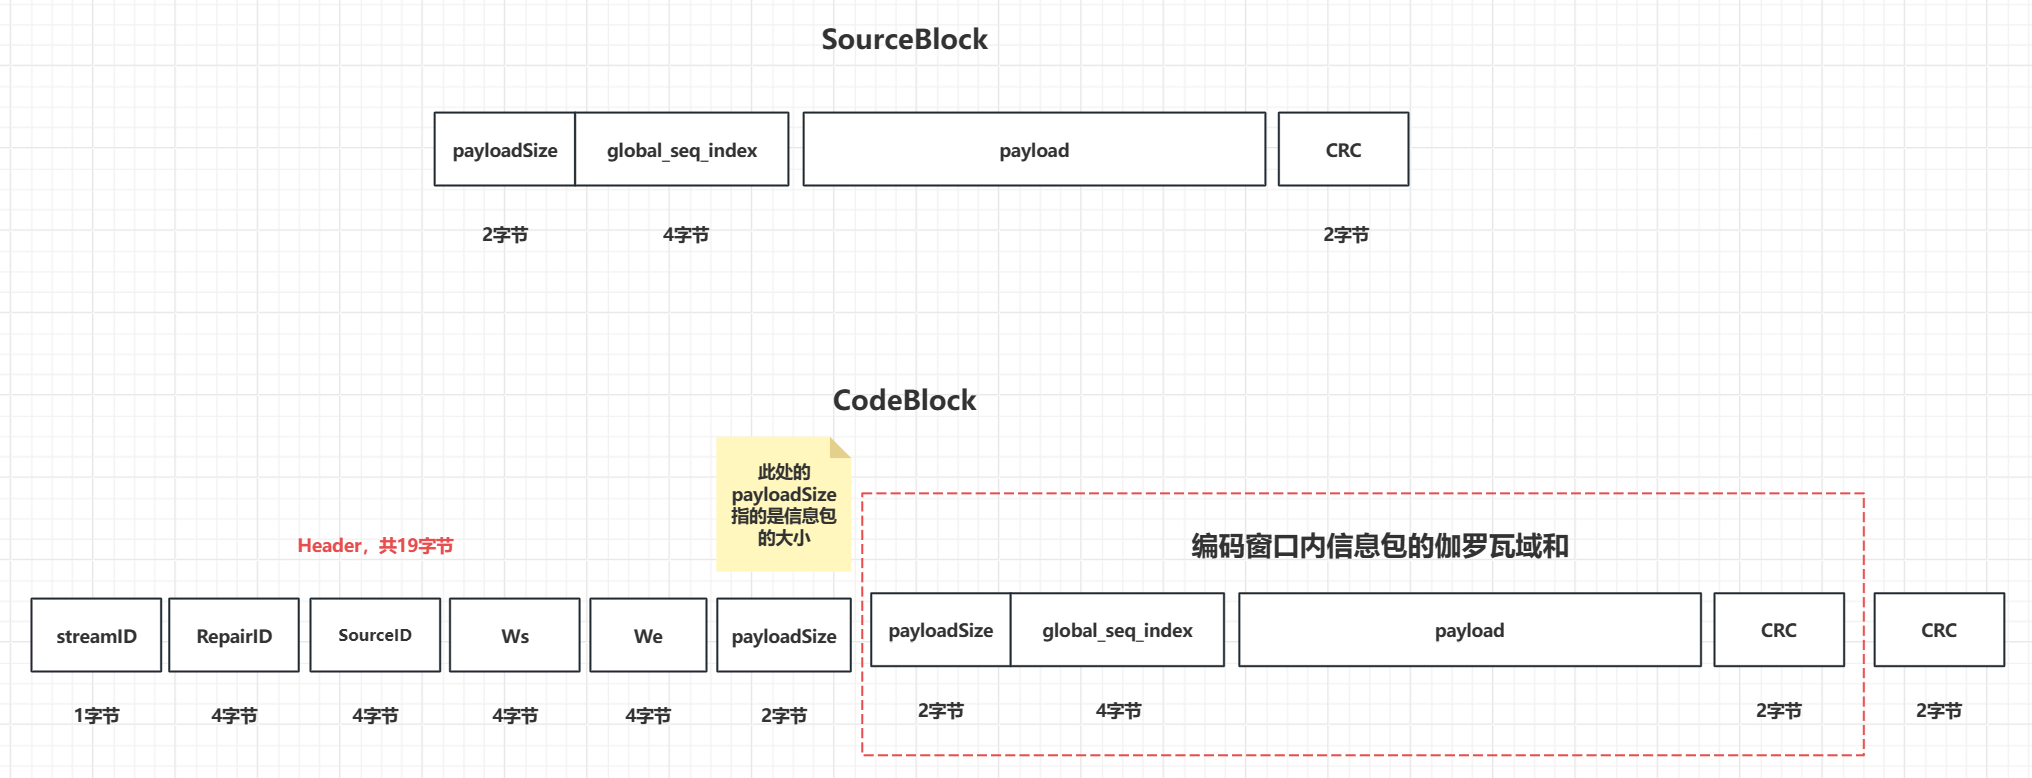 SourceBlock
payloadSize
global_seq_index
payload
CRC
2字节
4字节
2字节
CodeBlock
此处的
payloadSize
指的是信息包
的大小
Header，共19字节
编码窗口内信息包的伽罗瓦域和
streamID
RepairID
SourceID
Ws
We
payloadSize
payloadSize
global_seq_index
payload
CRC
CRC
1字节
4字节
4字节
4字节
4字节
2字节
2字节
4字节
2字节
2字节